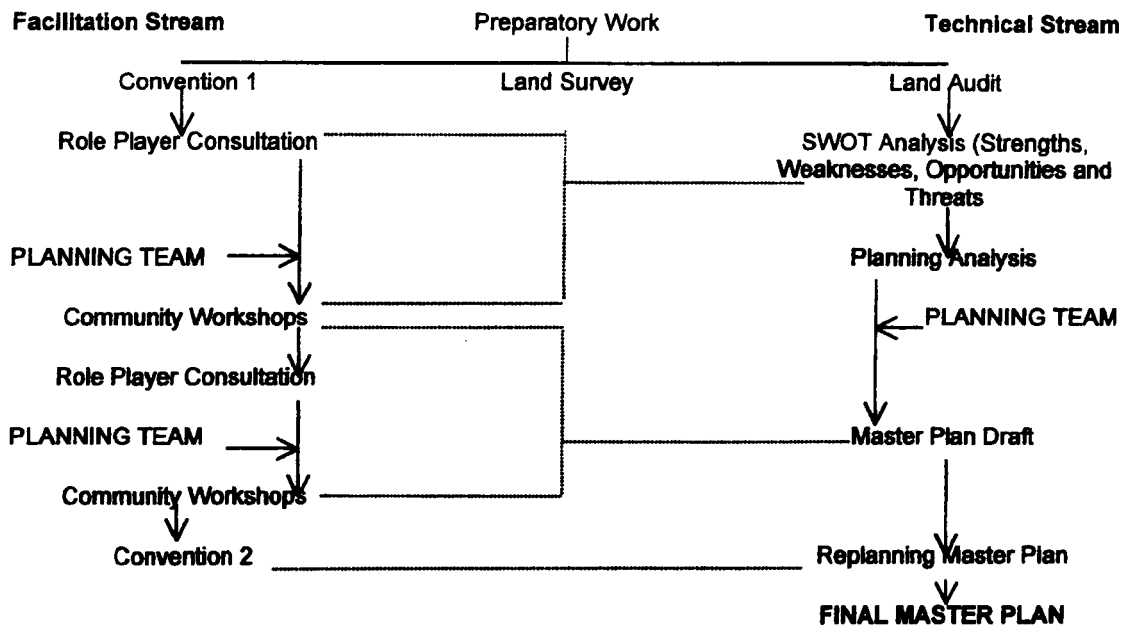 Facilitation Stream
Preparatory Work
Technical Stream
Convention 1
Land Survey
Land Audit
Role Player Consultation
SWOT Analysis (Strengths,
Weaknesses, Opportunities and
Threats
PLANNING TEAM
Planning Analysis
Community Workshops
PLANNING TEAM
Role Player Consultation
PLANNING TEAM
Master Plan Draft
Community Workshops
Convention 2
Replanning Master Plan
FINAL MASTER PLAN